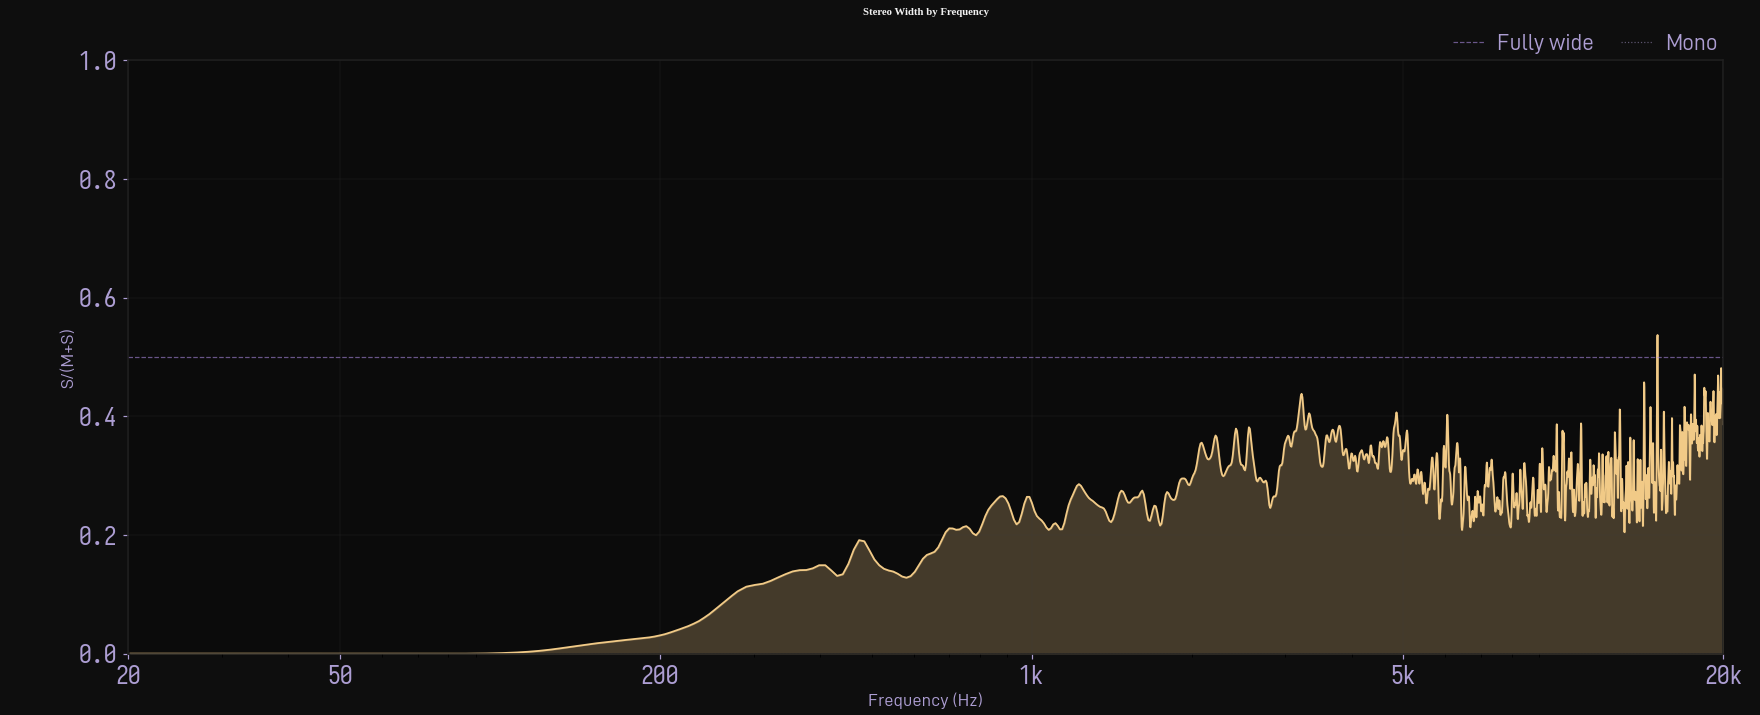 Stereo Width by Frequency
Fully wide
Mono
1.0
0.8
0.6
0.4
0.2
0.0
S/(M+S)
20
50
200
1k
5k
20k
Frequency (Hz)